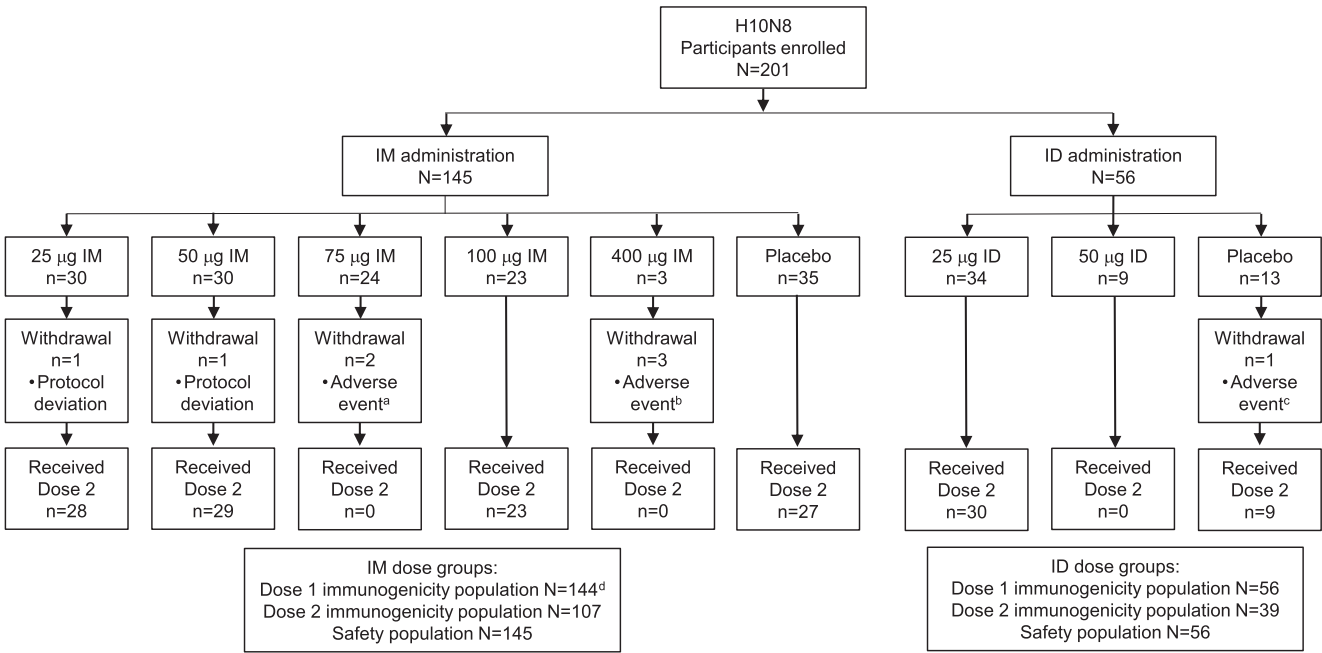 H10N8
Participants enrolled
N=201
IM administration
N=145
ID administration
N=56
25 μg IM
n=30
50 μg IM
n=30
75 μg IM
n=24
100 μg IM
n=23
400 μg IM
n=3
Placebo
n=35
25 μg ID
n=34
50 μg ID
n=9
Placebo
n=13
Withdrawal
n=1
•Protocol
deviation
Withdrawal
n=1
•Protocol
deviation
Withdrawal
n=2
•Adverse
eventᵃ
Withdrawal
n=3
•Adverse
eventᵇ
Withdrawal
n=1
•Adverse
eventᶜ
Received
Dose 2
n=28
Received
Dose 2
n=29
Received
Dose 2
n=0
Received
Dose 2
n=23
Received
Dose 2
n=0
Received
Dose 2
n=27
Received
Dose 2
n=30
Received
Dose 2
n=0
Received
Dose 2
n=9
IM dose groups:
Dose 1 immunogenicity population N=144ᵈ
Dose 2 immunogenicity population N=107
Safety population N=145
ID dose groups:
Dose 1 immunogenicity population N=56
Dose 2 immunogenicity population N=39
Safety population N=56